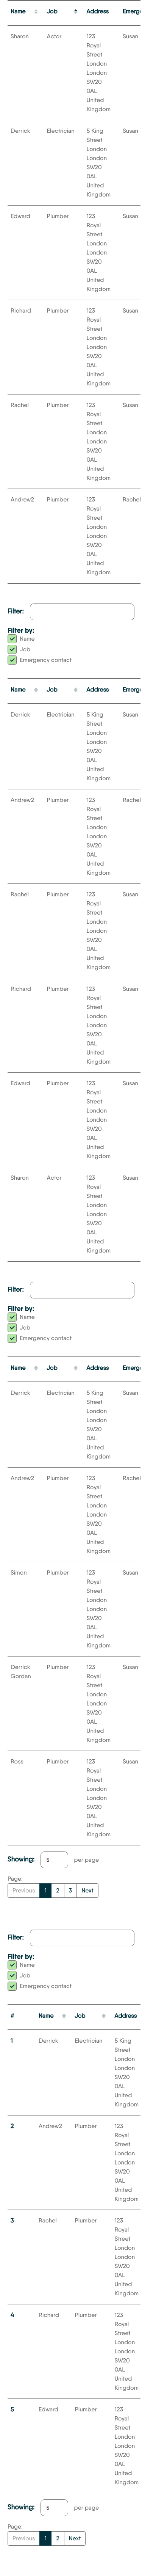 Name Job Address Emerge
Sharon Actor 123 Susan
Royal
Street
London
London
SW20
0AL
United
Kingdom
Derrick Electrician 5 King Susan
Street
London
London
SW20
0AL
United
Kingdom
Edward Plumber 123 Susan
Royal
Street
London
London
SW20
0AL
United
Kingdom
Richard Plumber 123 Susan
Royal
Street
London
London
SW20
0AL
United
Kingdom
Rachel Plumber 123 Susan
Royal
Street
London
London
SW20
0AL
United
Kingdom
Andrew2 Plumber 123 Rachel
Royal
Street
London
London
SW20
0AL
United
Kingdom
Filter:
Filter by:
Name
Job
Emergency contact
Name Job Address Emerge
Derrick Electrician 5 King Susan
Street
London
London
SW20
0AL
United
Kingdom
Andrew2 Plumber 123 Rachel
Royal
Street
London
London
SW20
0AL
United
Kingdom
Rachel Plumber 123 Susan
Royal
Street
London
London
SW20
0AL
United
Kingdom
Richard Plumber 123 Susan
Royal
Street
London
London
SW20
0AL
United
Kingdom
Edward Plumber 123 Susan
Royal
Street
London
London
SW20
0AL
United
Kingdom
Sharon Actor 123 Susan
Royal
Street
London
London
SW20
0AL
United
Kingdom
Filter:
Filter by:
Name
Job
Emergency contact
Name Job Address Emerge
Derrick Electrician 5 King Susan
Street
London
London
SW20
0AL
United
Kingdom
Andrew2 Plumber 123 Rachel
Royal
Street
London
London
SW20
0AL
United
Kingdom
Simon Plumber 123 Susan
Royal
Street
London
London
SW20
0AL
United
Kingdom
Derrick Plumber 123 Susan
Gordan Royal
Street
London
London
SW20
0AL
United
Kingdom
Ross Plumber 123 Susan
Royal
Street
London
London
SW20
0AL
United
Kingdom
Showing: 5 per page
Page:
Previous 1 2 3 Next
Filter:
Filter by:
Name
Job
Emergency contact
# Name Job Address
1 Derrick Electrician 5 King
Street
London
London
SW20
0AL
United
Kingdom
2 Andrew2 Plumber 123
Royal
Street
London
London
SW20
0AL
United
Kingdom
3 Rachel Plumber 123
Royal
Street
London
London
SW20
0AL
United
Kingdom
4 Richard Plumber 123
Royal
Street
London
London
SW20
0AL
United
Kingdom
5 Edward Plumber 123
Royal
Street
London
London
SW20
0AL
United
Kingdom
Showing: 5 per page
Page:
Previous 1 2 Next